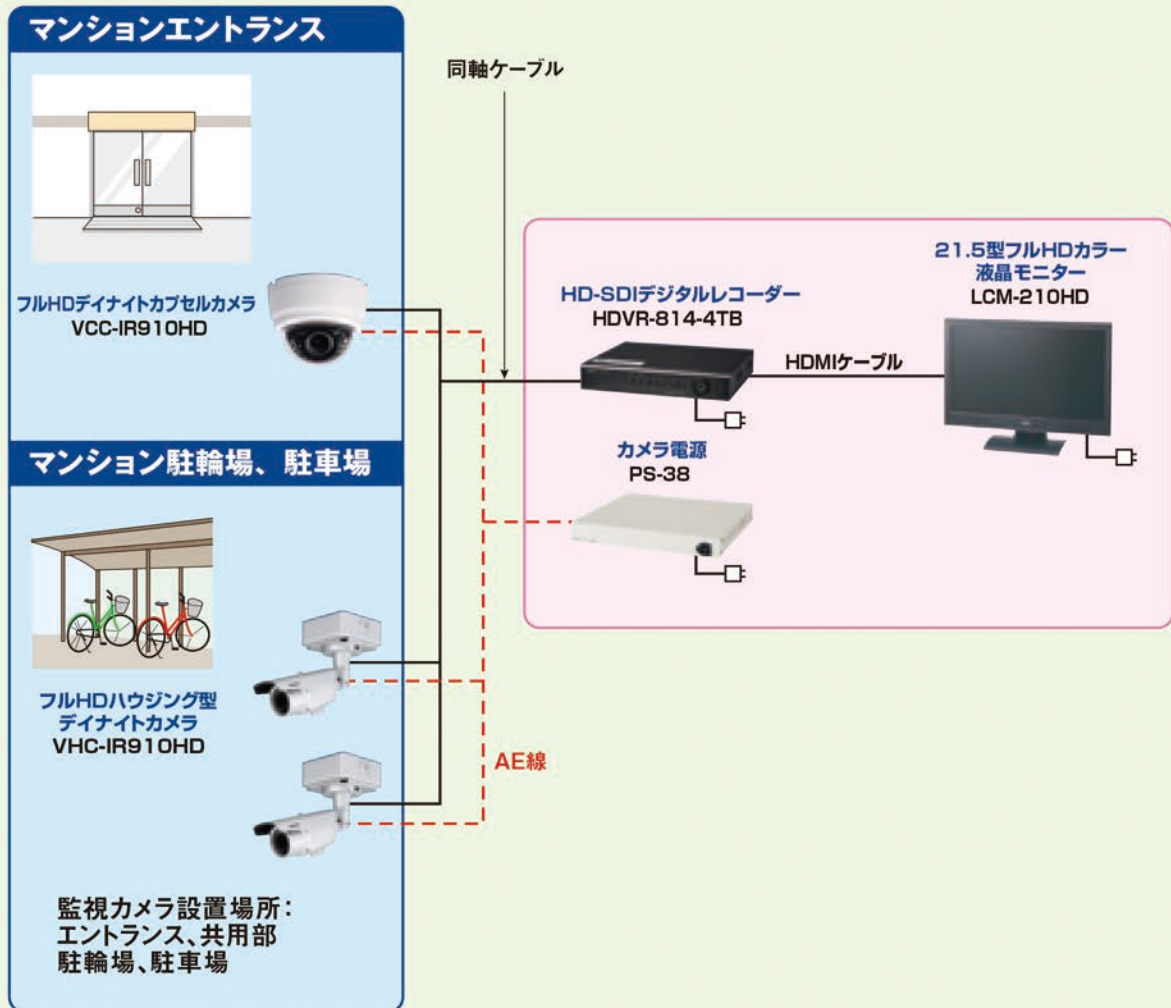 マンションエントランス
フルHDデイナイトカプセルカメラ
VCC-IR910HD
マンション駐輪場、駐車場
フルHDハウジング型
デイナイトカメラ
VHC-IR910HD
監視カメラ設置場所:
エントランス、共用部
駐輪場、駐車場
同軸ケーブル
AE線
HD-SDIデジタルレコーダー
HDVR-814-4TB
HDMIケーブル
カメラ電源
PS-38
21.5型フルHDカラー
液晶モニター
LCM-210HD